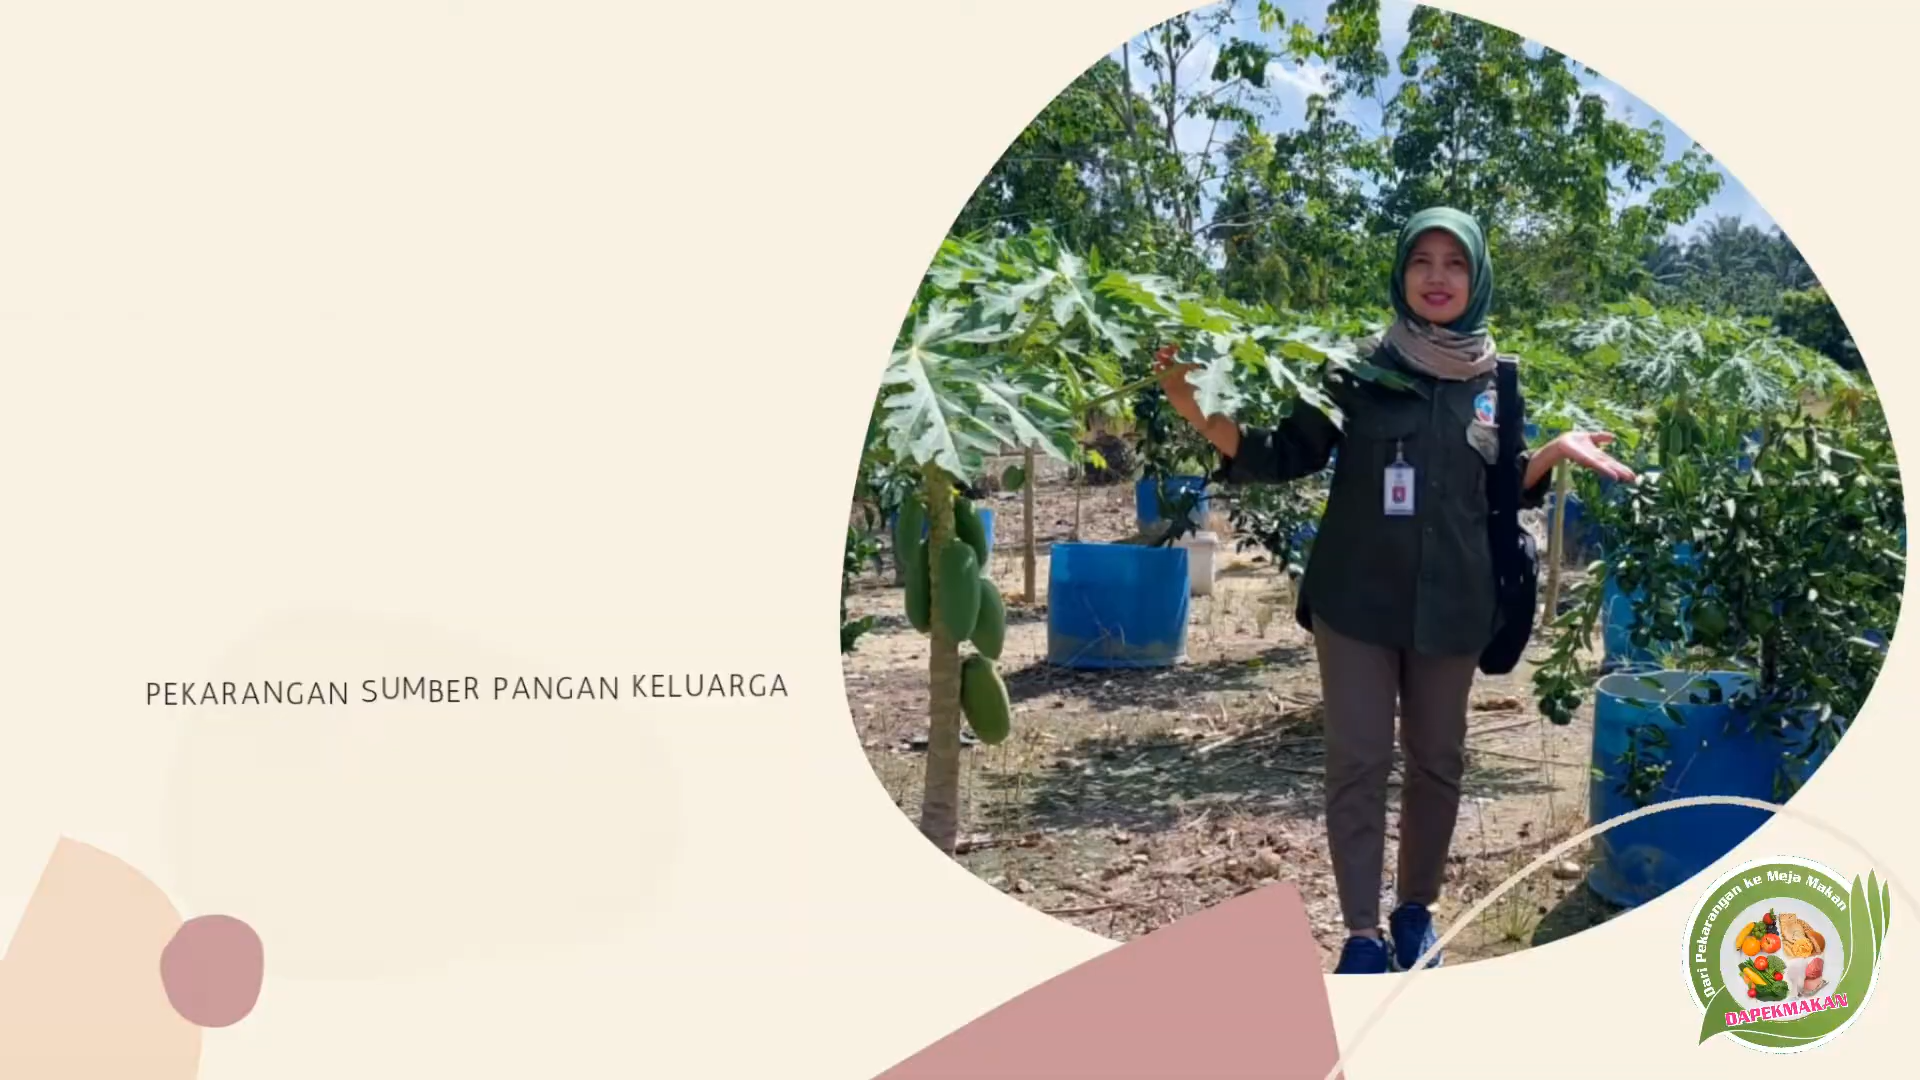 PEKARANGAN SUMBER PANGAN KELUARGA
Dari Pekarangan ke Meja Makan
DAPEKMAKAN